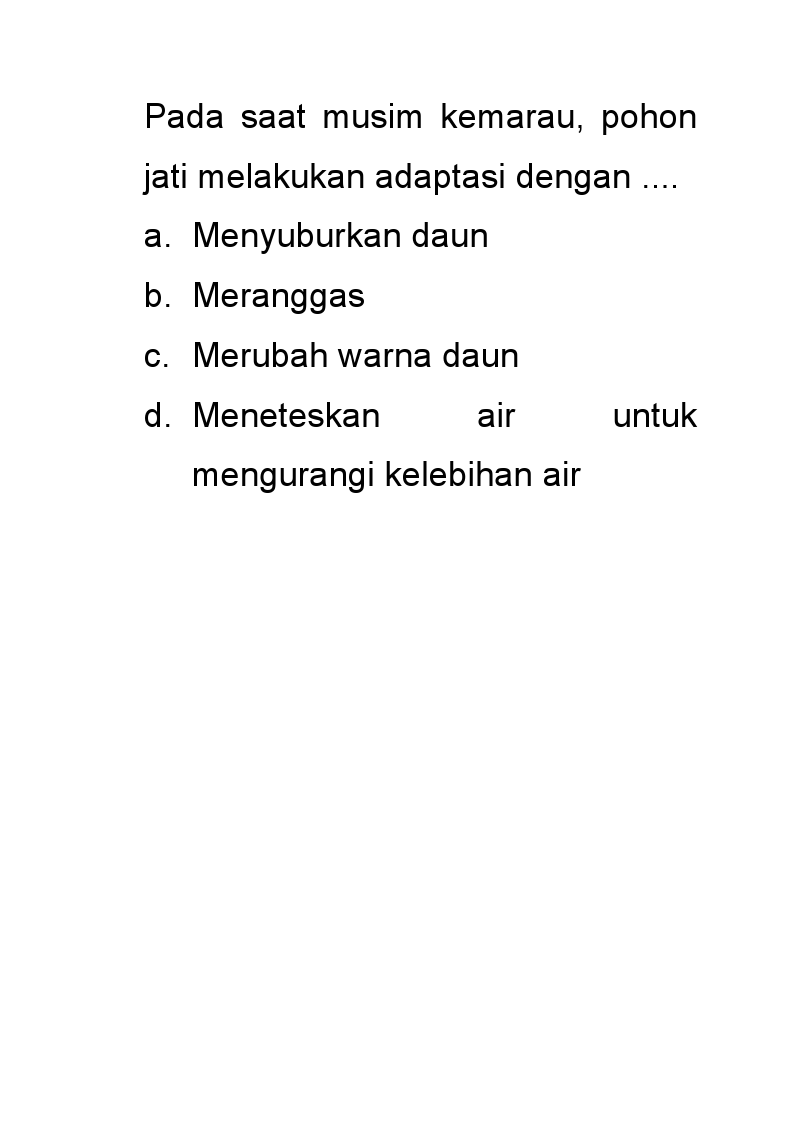 Pada saat musim kemarau, pohon
jati melakukan adaptasi dengan ....
a. Menyuburkan daun
b. Meranggas
c. Merubah warna daun
d. Meneteskan air untuk
mengurangi kelebihan air